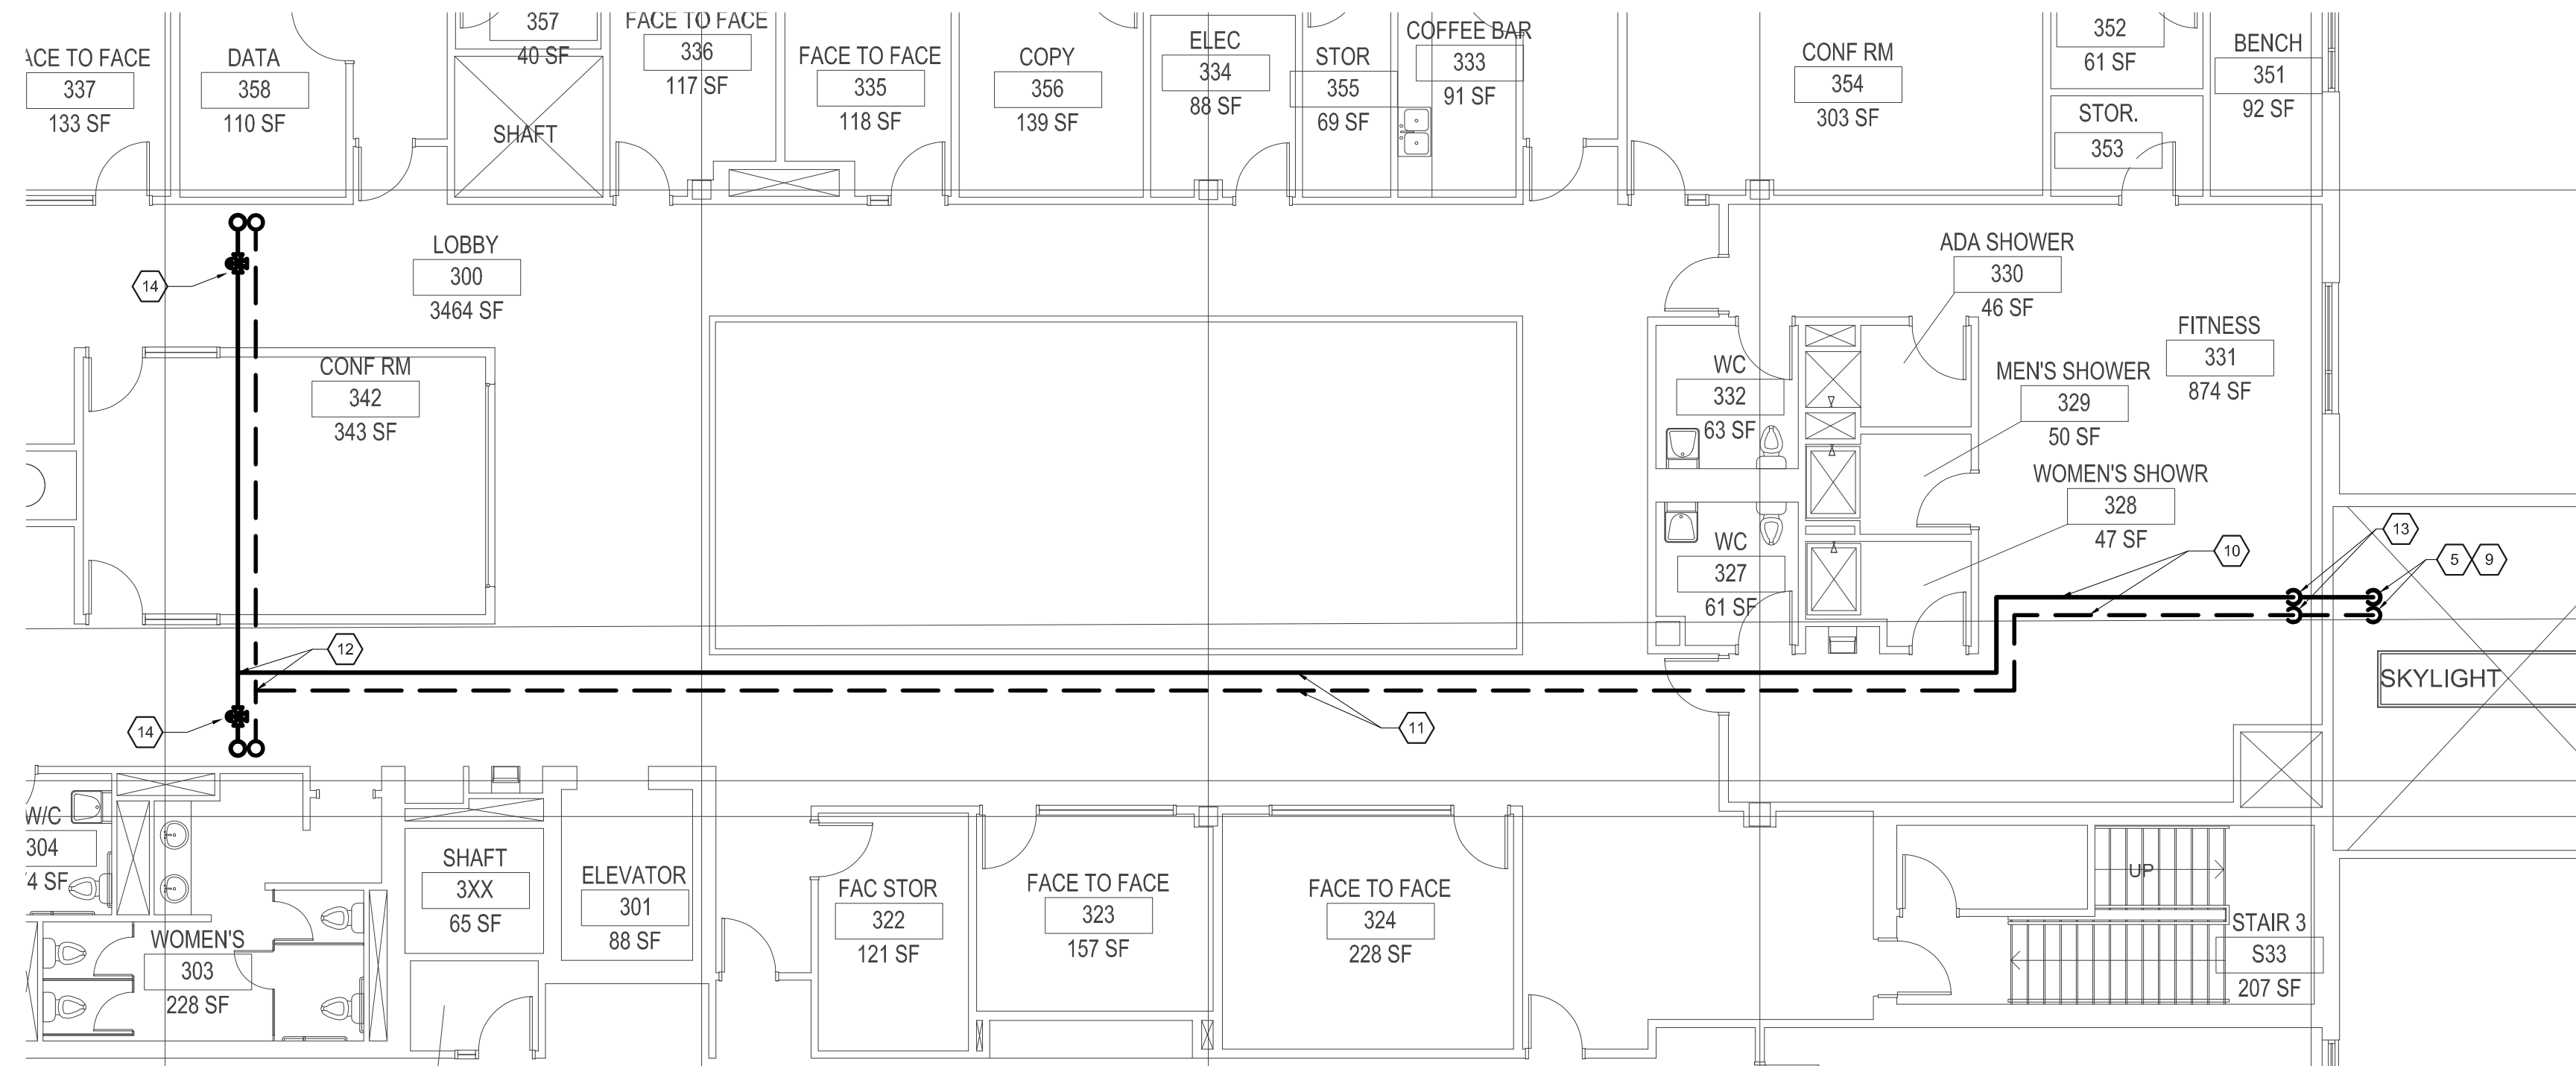 ACE TO FACE
337
133 SF
DATA
358
110 SF
357
40 SF
SHAFT
FACE TO FACE
336
117 SF
FACE TO FACE
335
118 SF
COPY
356
139 SF
ELEC
334
88 SF
STOR
355
69 SF
COFFEE BAR
333
91 SF
CONF RM
354
303 SF
352
61 SF
STOR.
353
BENCH
351
92 SF
LOBBY
300
3464 SF
14
CONF RM
342
343 SF
ADA SHOWER
330
46 SF
FITNESS
331
874 SF
WC
332
63 SF
MEN'S SHOWER
329
50 SF
WOMEN'S SHOWR
328
47 SF
WC
327
61 SF
10
13
5
9
12
11
14
SKYLIGHT
W/C
304
74 SF
WOMEN'S
303
228 SF
SHAFT
3XX
65 SF
ELEVATOR
301
88 SF
FAC STOR
322
121 SF
FACE TO FACE
323
157 SF
FACE TO FACE
324
228 SF
UP
STAIR 3
S33
207 SF